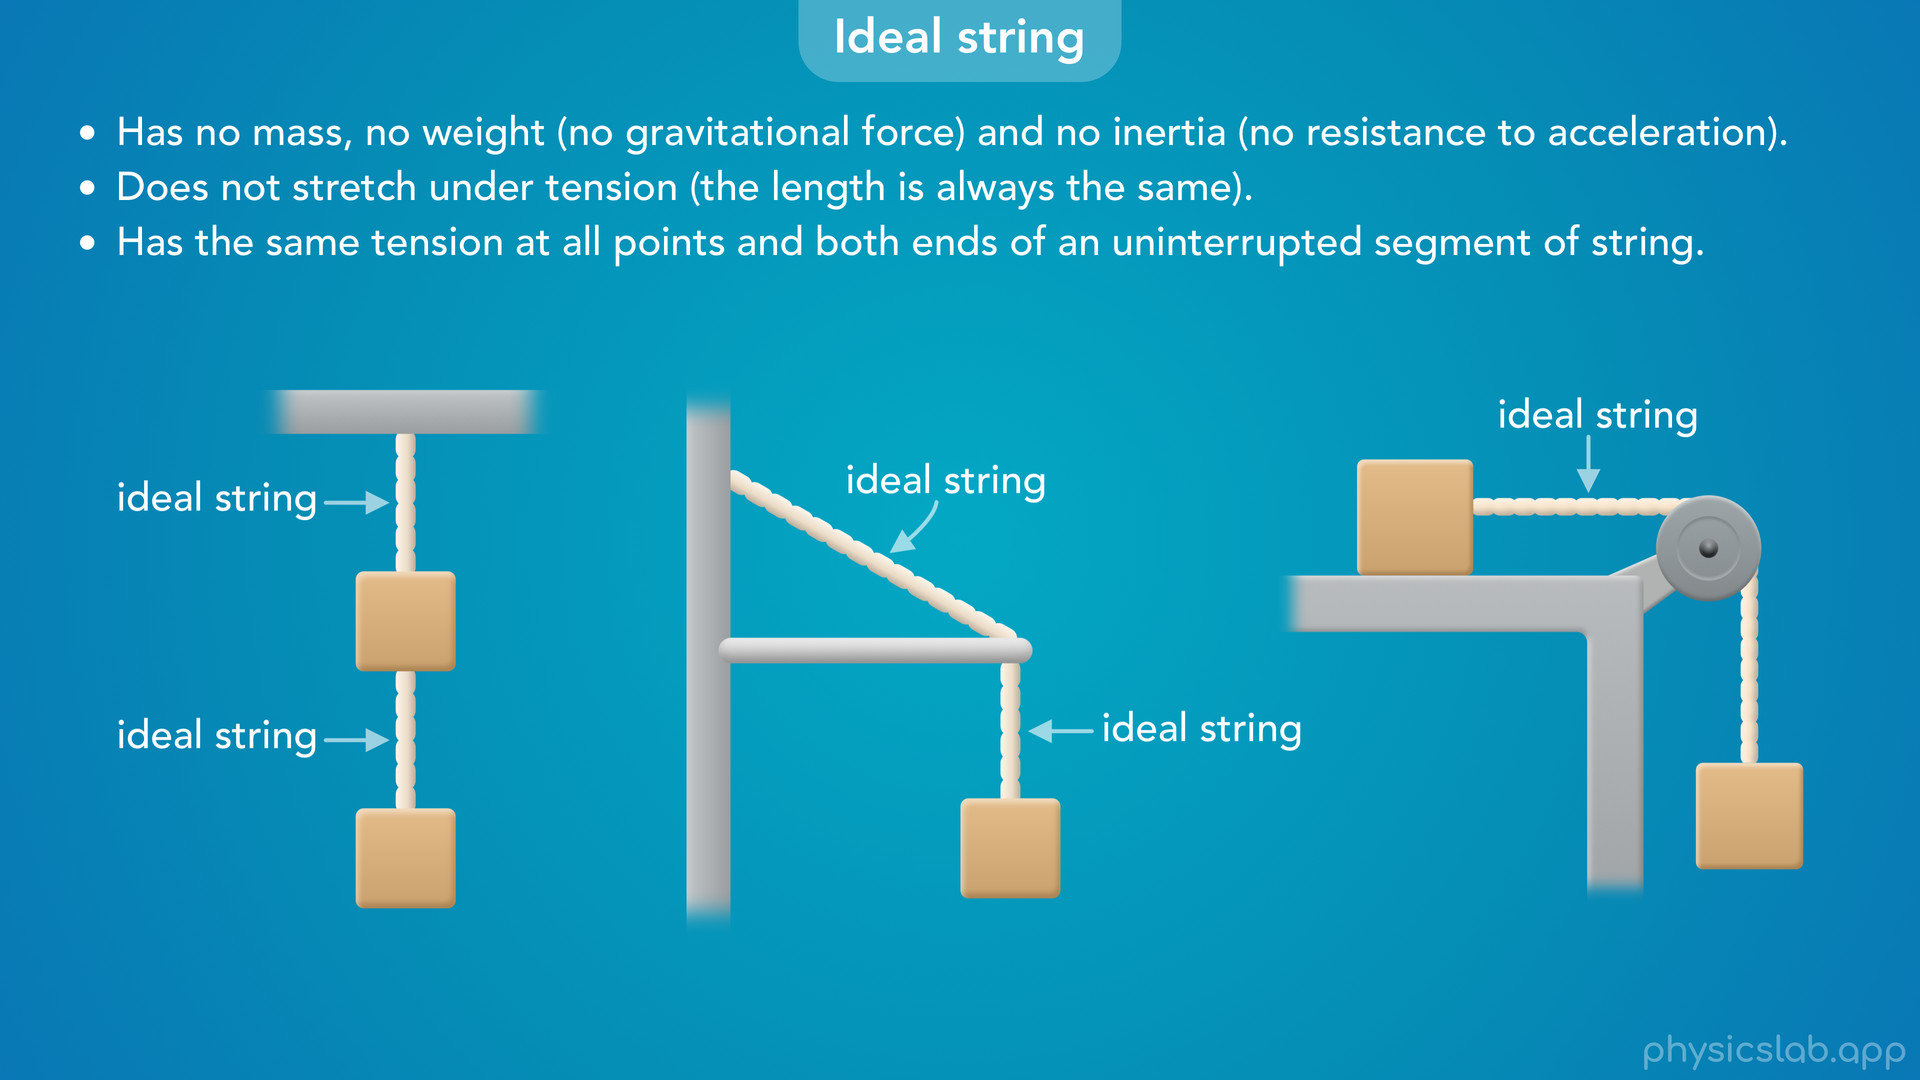 Ideal string
• Has no mass, no weight (no gravitational force) and no inertia (no resistance to acceleration).
• Does not stretch under tension (the length is always the same).
• Has the same tension at all points and both ends of an uninterrupted segment of string.
ideal string
ideal string
ideal string
ideal string
ideal string
physicslab.app